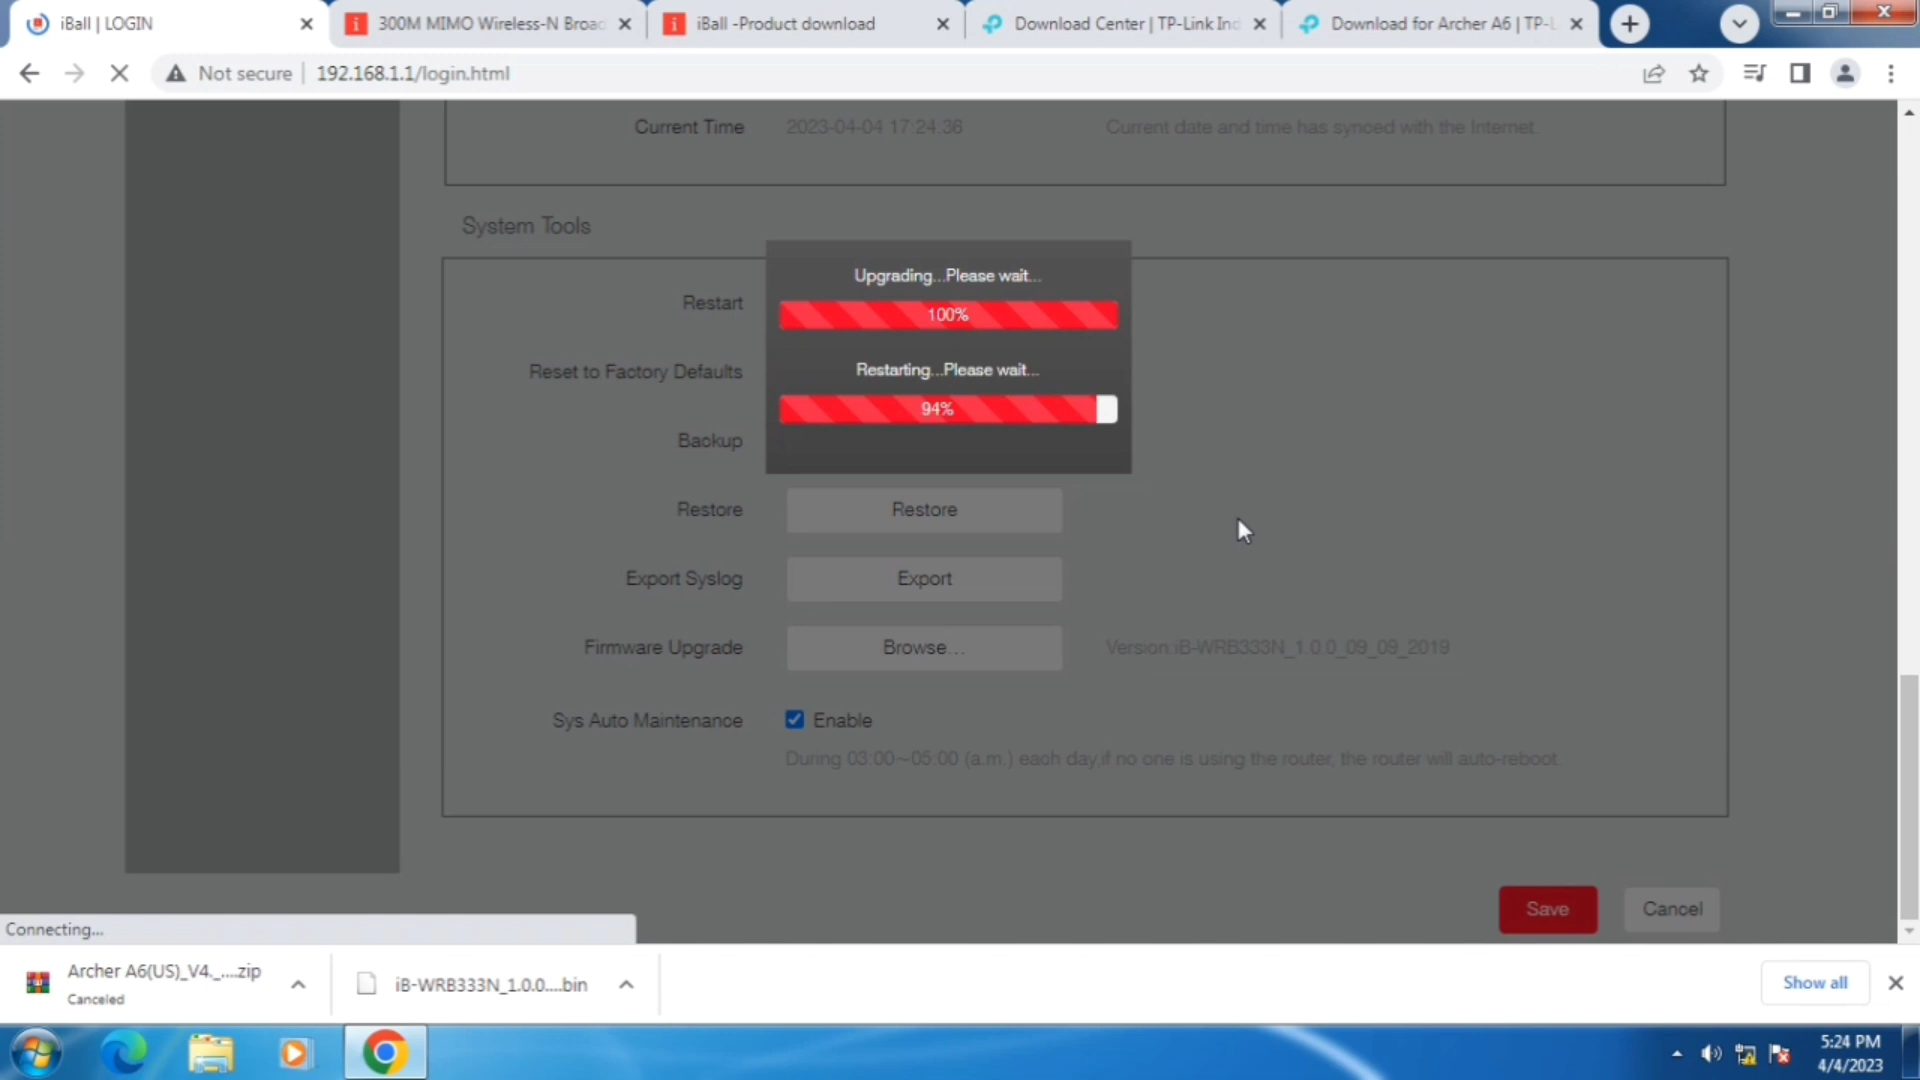 iBall | LOGIN
300M MIMO Wireless-N Broad
iBall -Product download
Download Center | TP-Link Ind
Download for Archer A6 | TP-L
Not secure
192.168.1.1/login.html
Current Time
2023-04-04 17:24:36
Current date and time has synced with the Internet.
System Tools
Upgrading...Please wait...
100%
Restart
Restarting...Please wait...
Reset to Factory Defaults
94%
Backup
Restore
Restore
Export Syslog
Export
Firmware Upgrade
Browse...
Version:iB-WRB333N_1.0.0_09_09_2019
Sys Auto Maintenance
Enable
During 03:00~05:00 (a.m.) each day,if no one is using the router, the router will auto-reboot.
Save
Cancel
Connecting...
Archer A6(US)_V4._....zip
Canceled
iB-WRB333N_1.0.0....bin
Show all
5:24 PM
4/4/2023